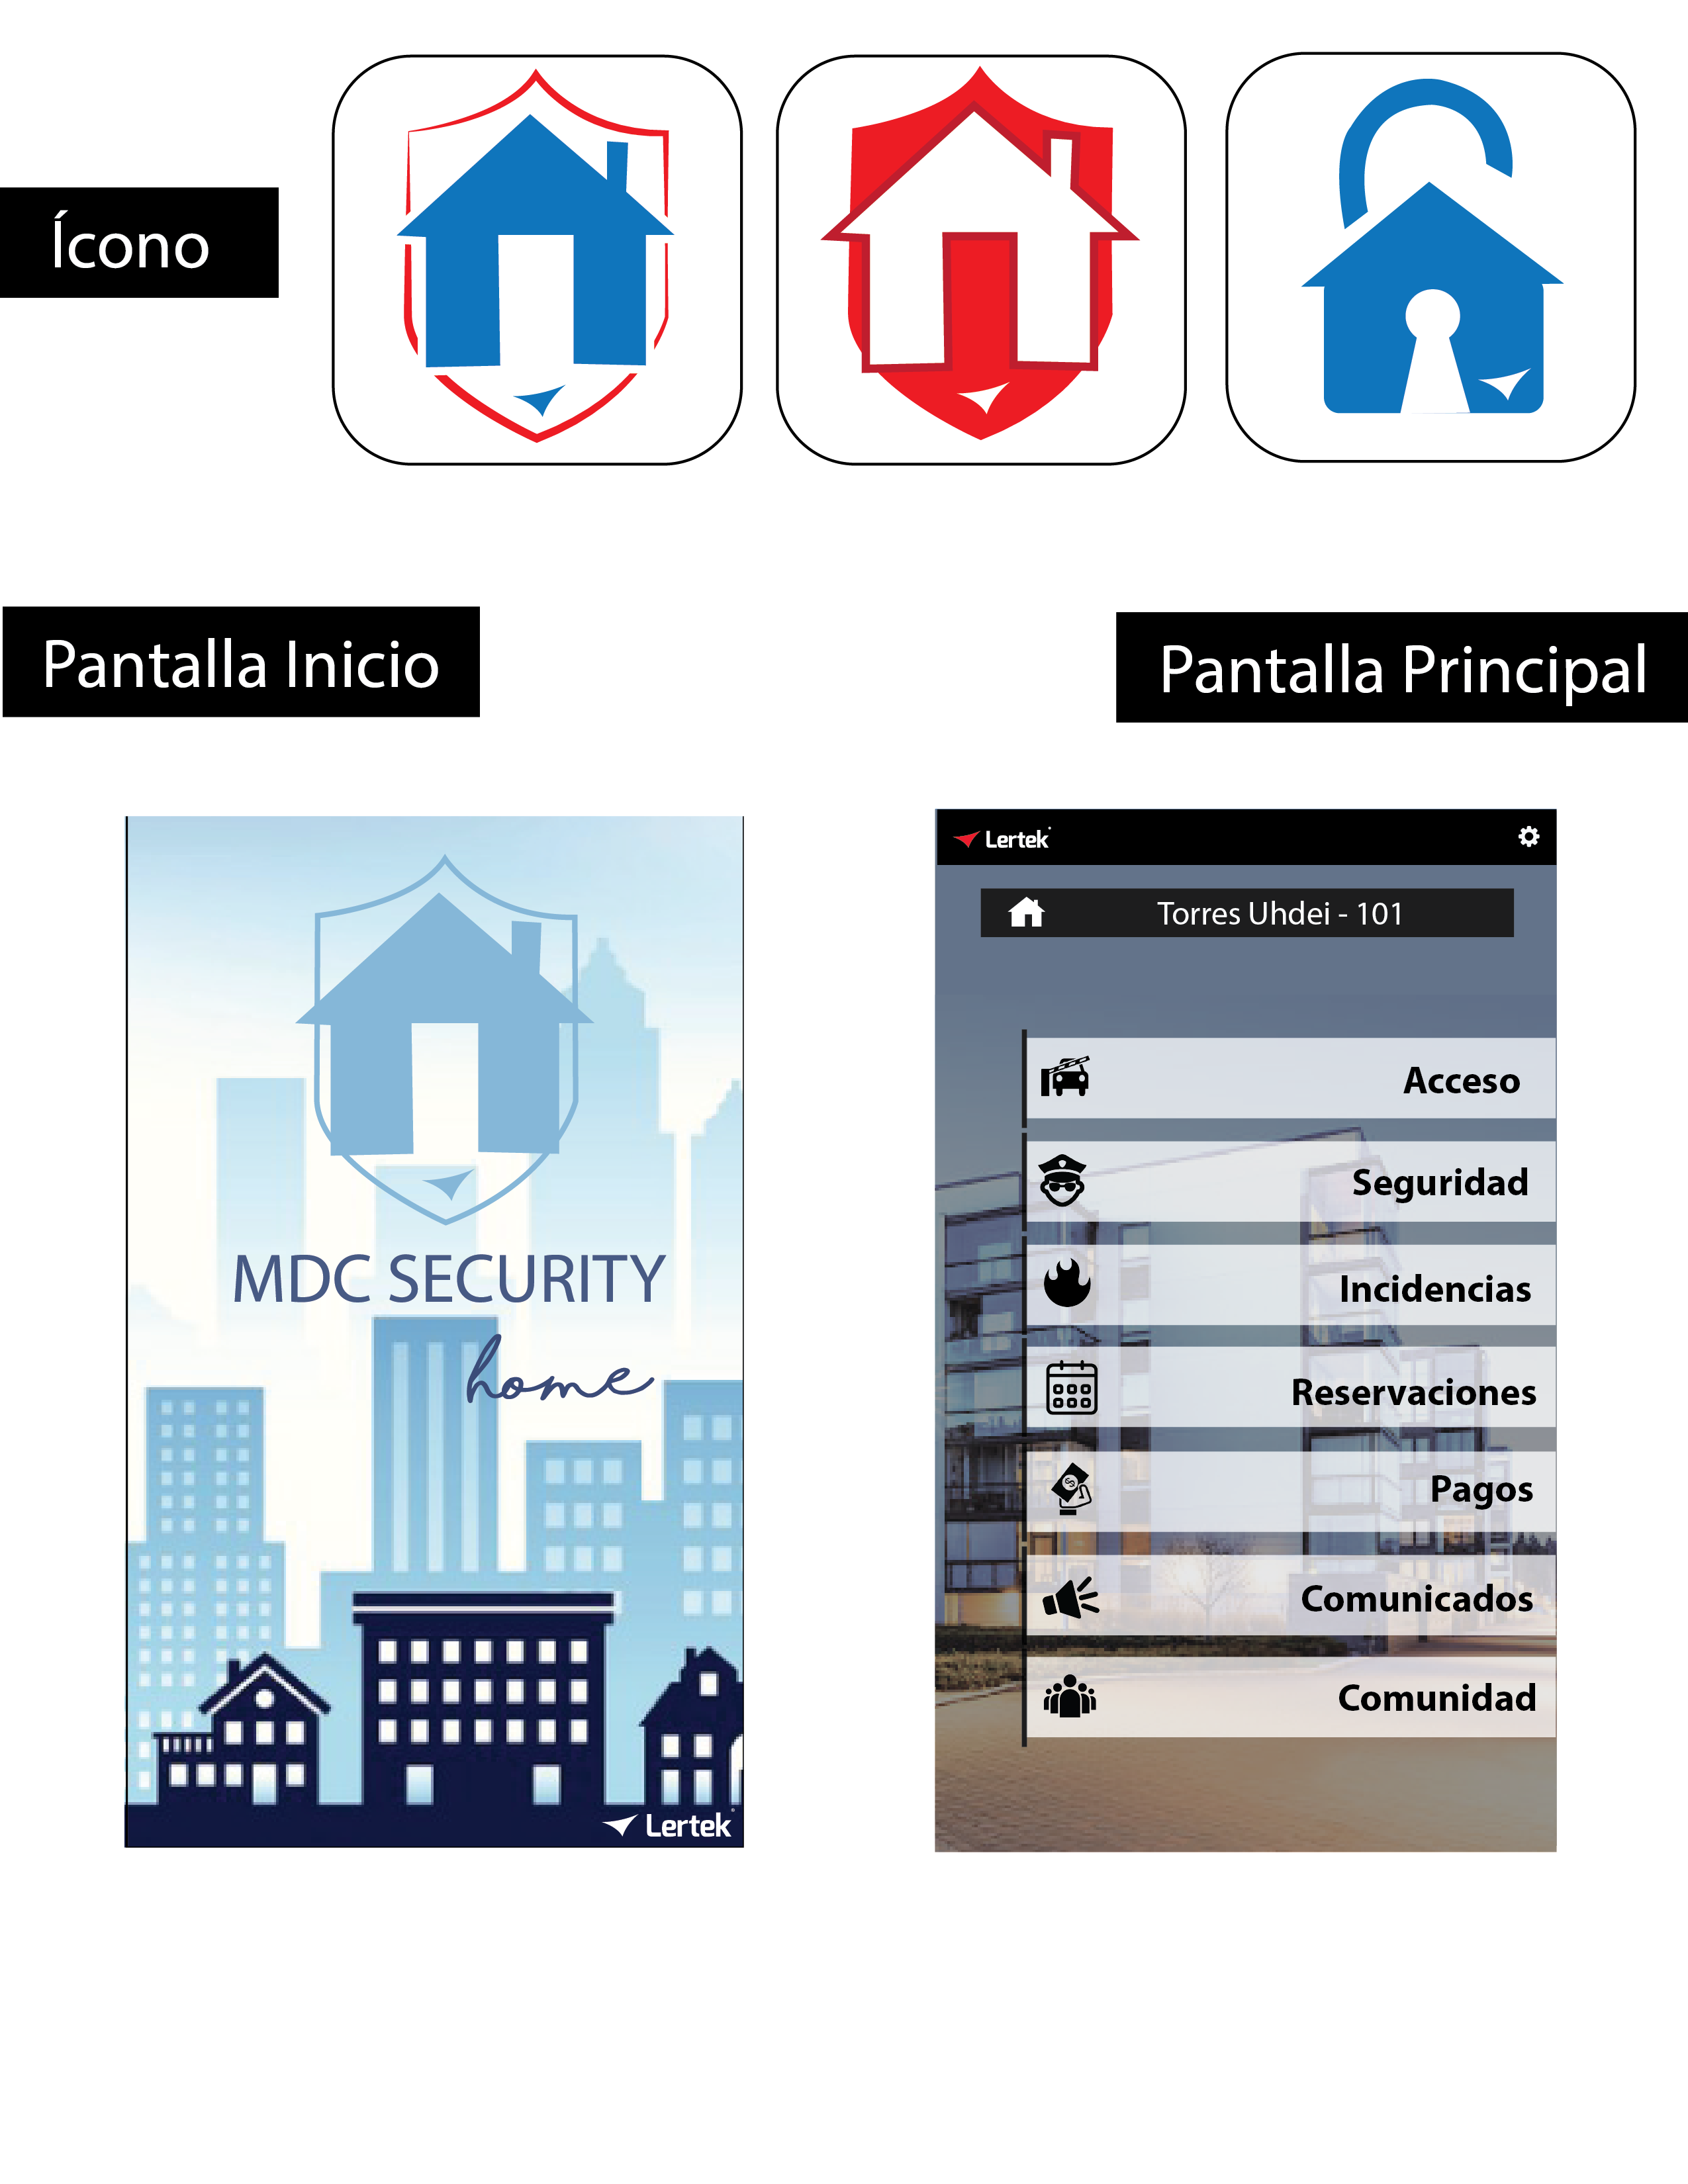 Ícono
Pantalla Inicio
Pantalla Principal
MDC SECURITY
home
Lertek
Lertek
Torres Uhdei - 101
Acceso
Seguridad
Incidencias
Reservaciones
Pagos
Comunicados
Comunidad